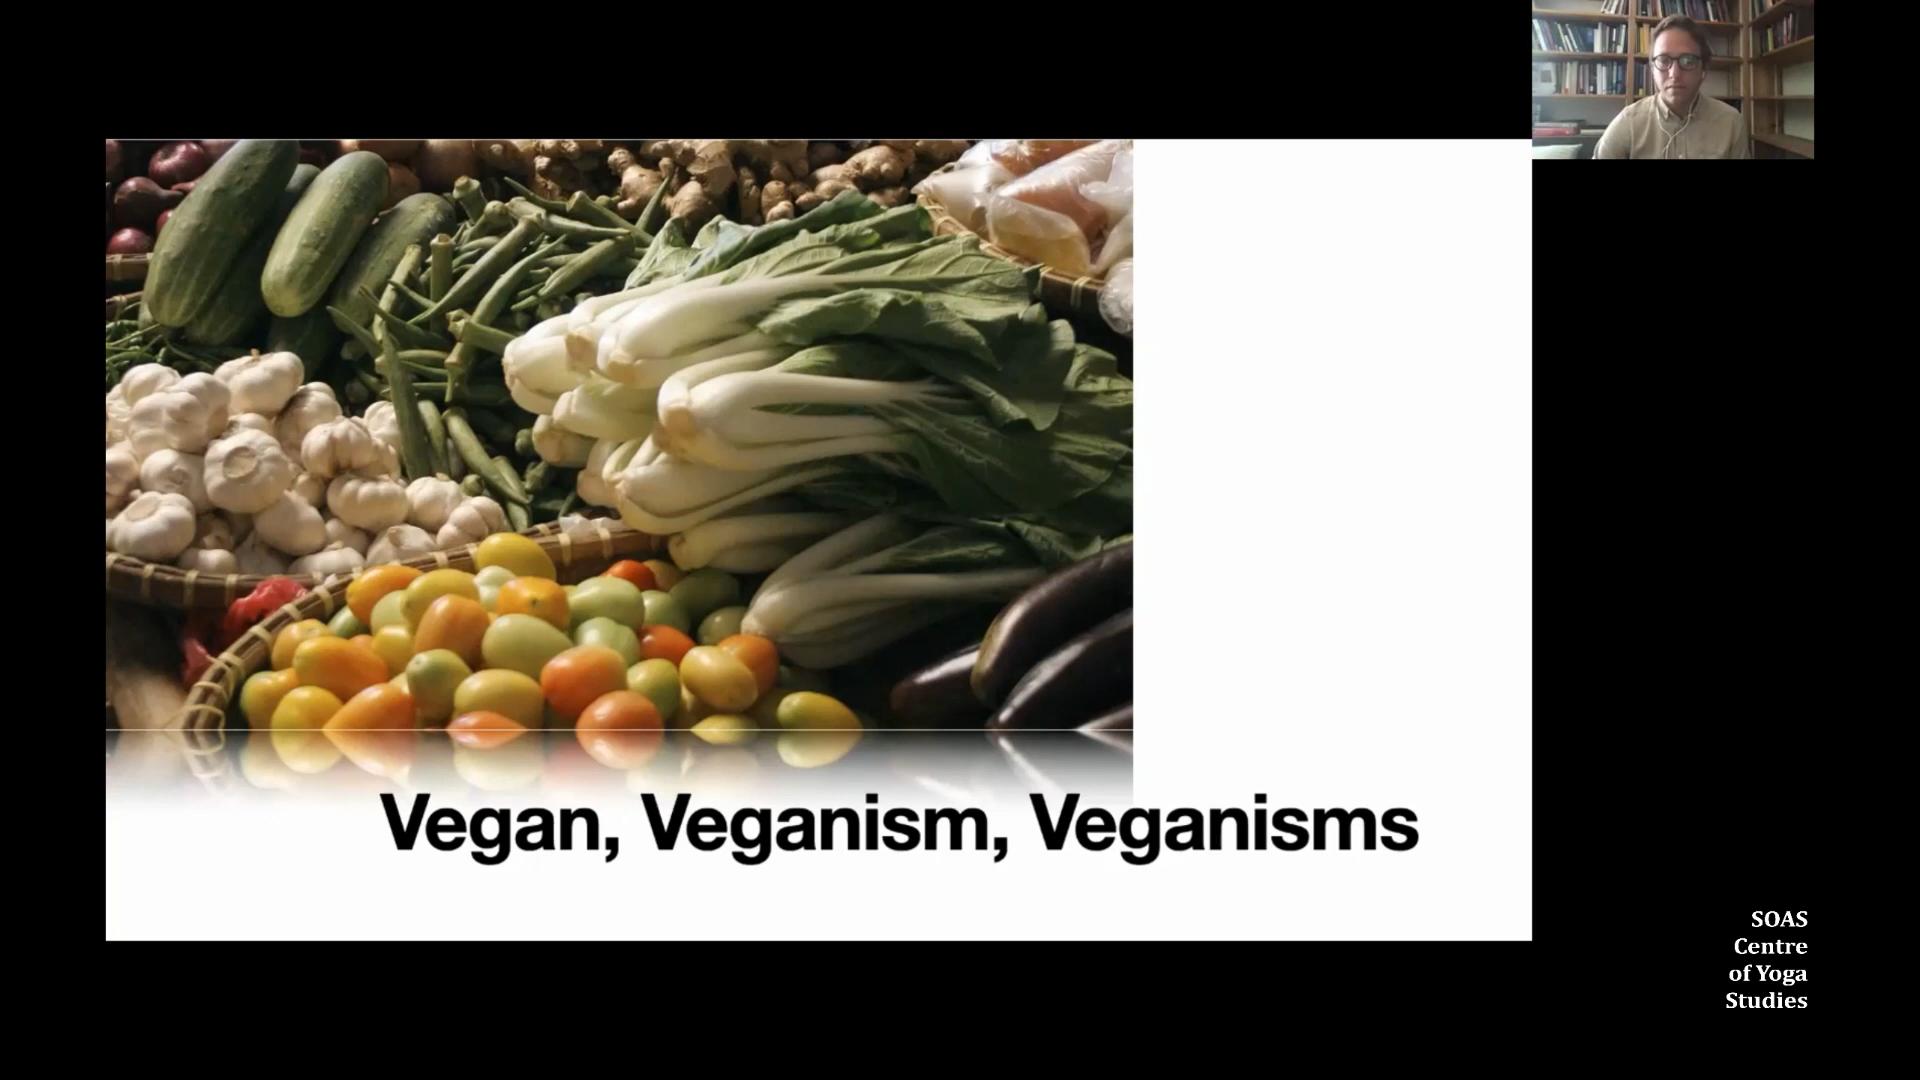 Vegan, Veganism, Veganisms
SOAS
Centre
of Yoga
Studies